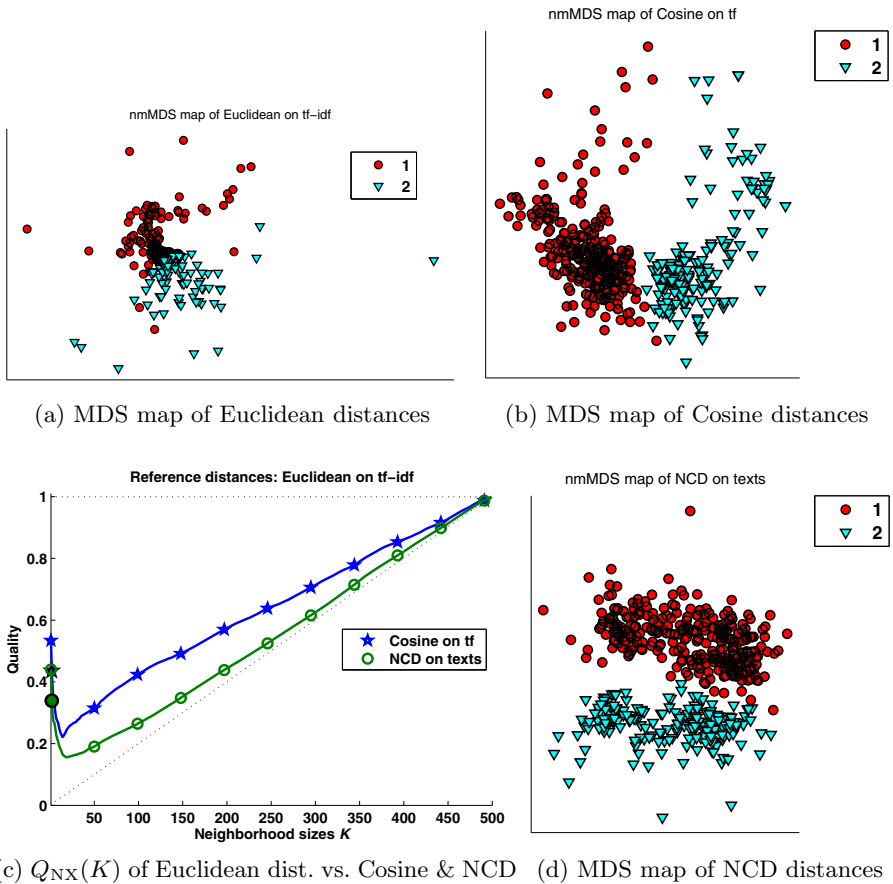 nmMDS map of Euclidean on tf-idf
1
2
(a) MDS map of Euclidean distances
nmMDS map of Cosine on tf
1
2
(b) MDS map of Cosine distances
Reference distances: Euclidean on tf-idf
1
0.8
0.6
0.4
0.2
0
Quality
Cosine on tf
NCD on texts
50 100 150 200 250 300 350 400 450 500
Neighborhood sizes K
(c) Q_NX(K) of Euclidean dist. vs. Cosine & NCD
nmMDS map of NCD on texts
1
2
(d) MDS map of NCD distances